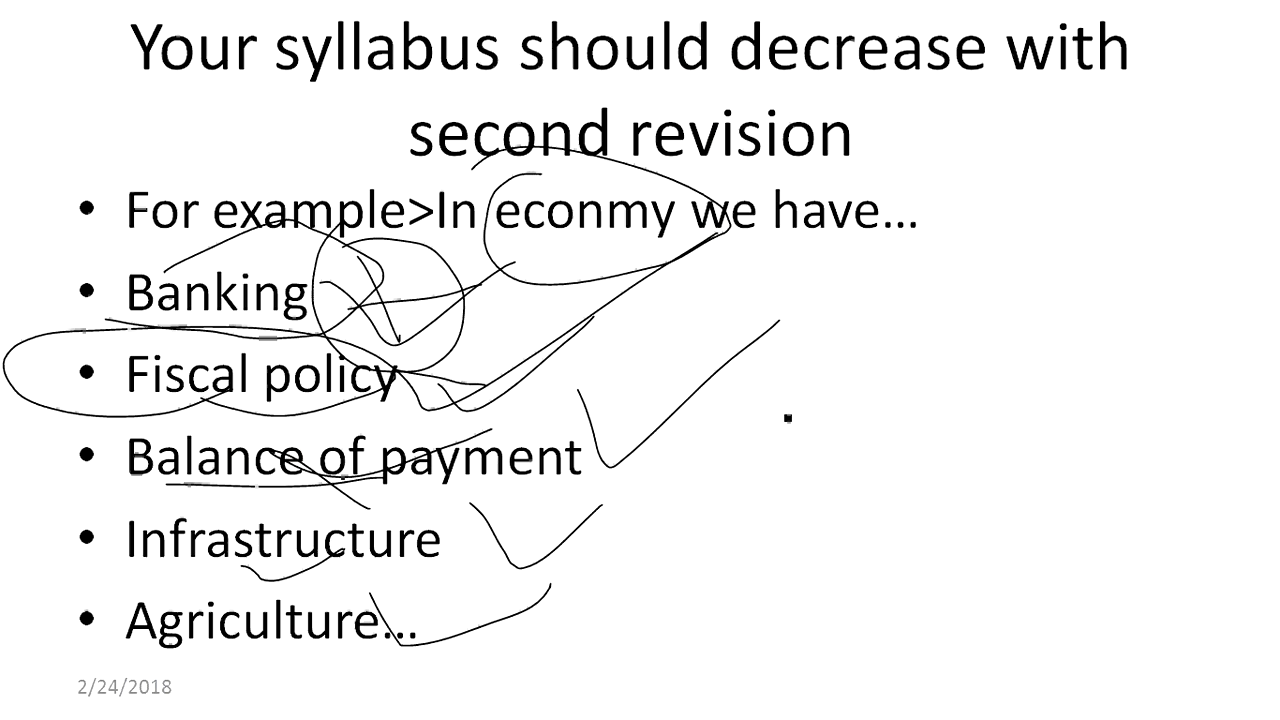 Your syllabus should decrease with
second revision
• For example>In econmy we have...
• Banking
• Fiscal policy
• Balance of payment
• Infrastructure
• Agriculture...
2/24/2018